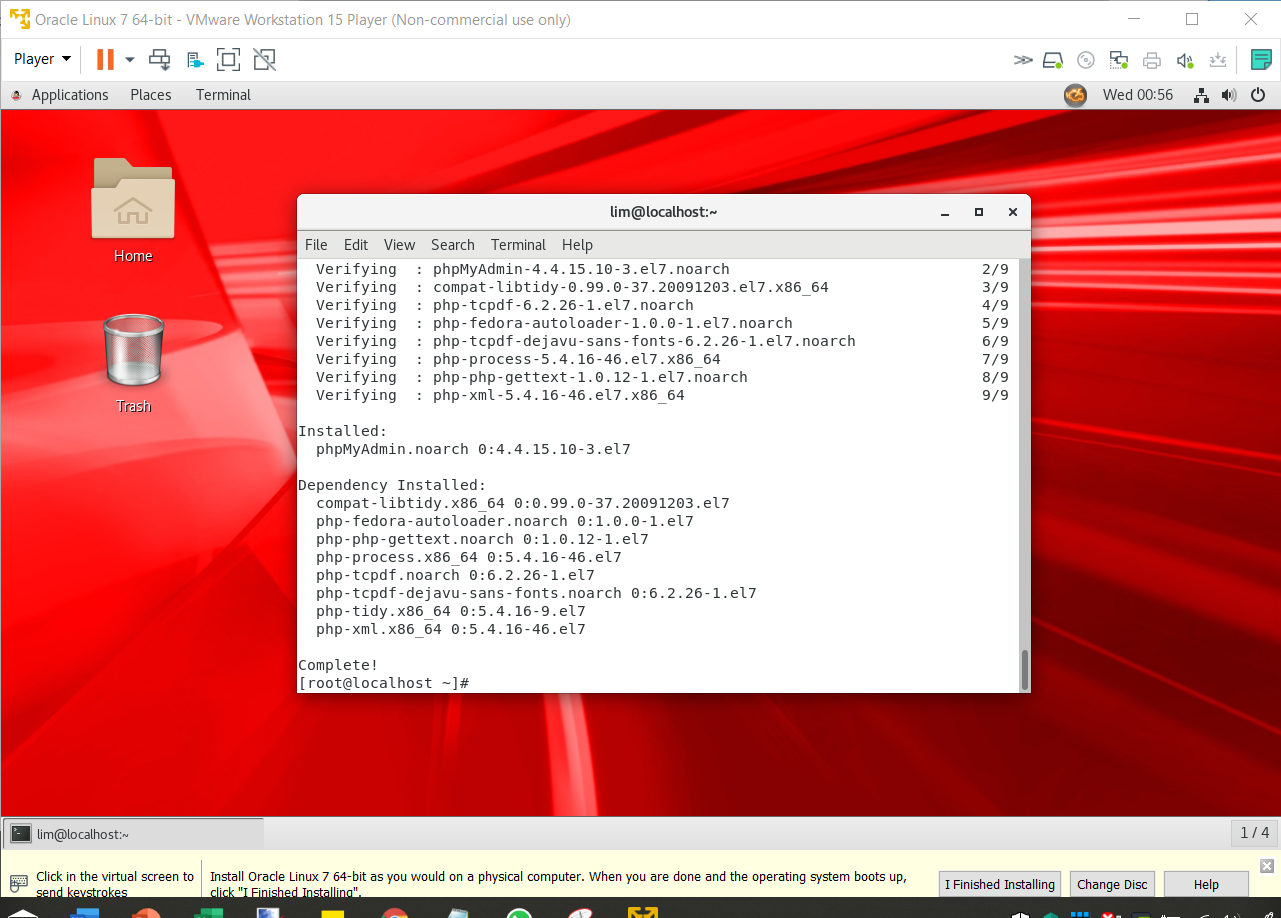 Oracle Linux 7 64-bit - VMware Workstation 15 Player (Non-commercial use only)
Player
Applications Places Terminal Wed 00:56
Home
Trash
lim@localhost:~
File Edit View Search Terminal Help
Verifying : phpMyAdmin-4.4.15.10-3.el7.noarch 2/9
Verifying : compat-libtidy-0.99.0-37.20091203.el7.x86_64 3/9
Verifying : php-tcpdf-6.2.26-1.el7.noarch 4/9
Verifying : php-fedora-autoloader-1.0.0-1.el7.noarch 5/9
Verifying : php-tcpdf-dejavu-sans-fonts-6.2.26-1.el7.noarch 6/9
Verifying : php-process-5.4.16-46.el7.x86_64 7/9
Verifying : php-php-gettext-1.0.12-1.el7.noarch 8/9
Verifying : php-xml-5.4.16-46.el7.x86_64 9/9
Installed:
phpMyAdmin.noarch 0:4.4.15.10-3.el7
Dependency Installed:
compat-libtidy.x86_64 0:0.99.0-37.20091203.el7
php-fedora-autoloader.noarch 0:1.0.0-1.el7
php-php-gettext.noarch 0:1.0.12-1.el7
php-process.x86_64 0:5.4.16-46.el7
php-tcpdf.noarch 0:6.2.26-1.el7
php-tcpdf-dejavu-sans-fonts.noarch 0:6.2.26-1.el7
php-tidy.x86_64 0:5.4.16-9.el7
php-xml.x86_64 0:5.4.16-46.el7
Complete!
[root@localhost ~]#
lim@localhost:~ 1 / 4
Click in the virtual screen to
send keystrokes
Install Oracle Linux 7 64-bit as you would on a physical computer. When you are done and the operating system boots up,
click "I Finished Installing".
I Finished Installing Change Disc Help